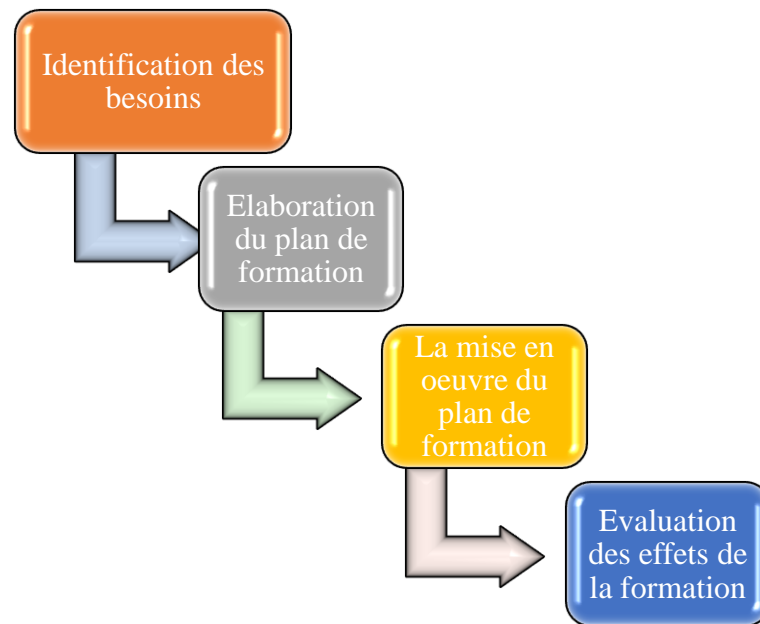 Identification des
besoins
Elaboration
du plan de
formation
La mise en
oeuvre du
plan de
formation
Evaluation
des effets de
la formation